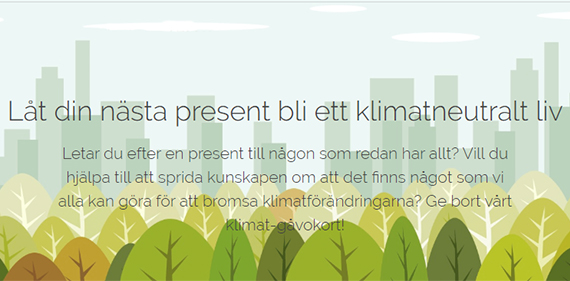 Låt din nästa present bli ett klimatneutralt liv
Letar du efter en present till någon som redan har allt? Vill du
hjälpa till att sprida kunskapen om att det finns något som vi
alla kan göra för att bromsa klimatförändringarna? Ge bort vårt
klimat-gåvokort!